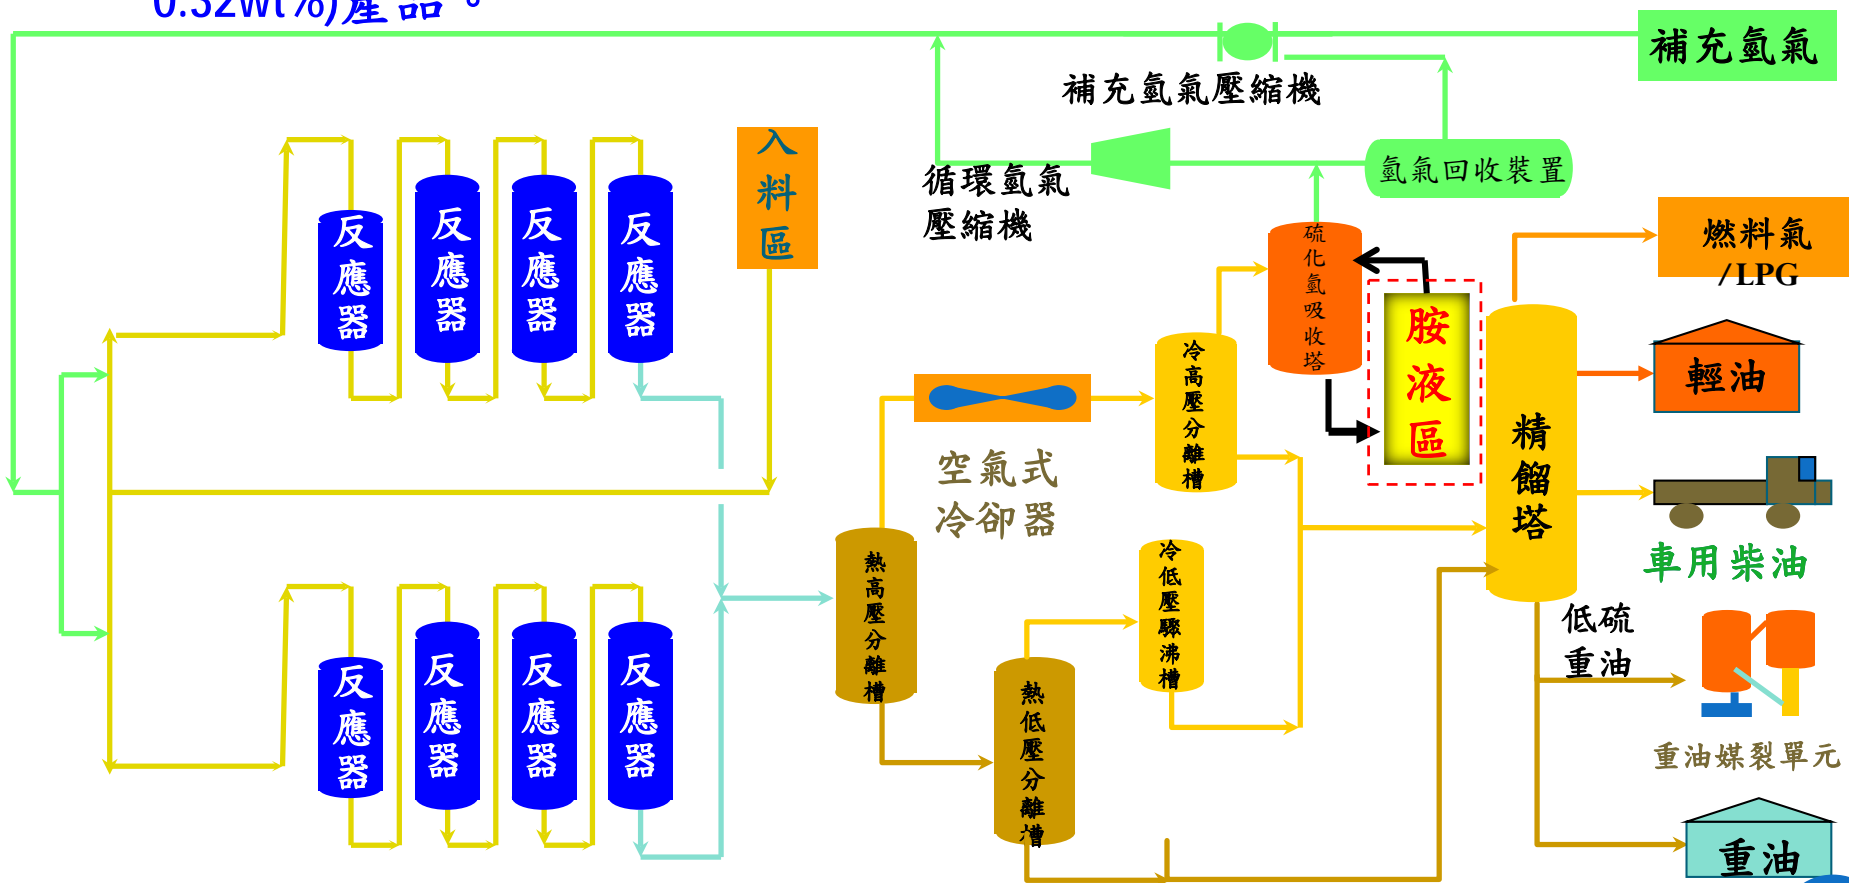 0.32wt%)產品。
補充氫氣
補充氫氣壓縮機
入料區
循環氫氣
壓縮機
氫氣回收裝置
反應器
反應器
反應器
反應器
硫化氫吸收塔
燃料氣
/LPG
胺液區
輕油
冷高壓分離槽
精餾塔
空氣式
冷卻器
車用柴油
熱高壓分離槽
冷低壓驟沸槽
低硫
重油
反應器
反應器
反應器
反應器
熱低壓分離槽
重油媒裂單元
重油